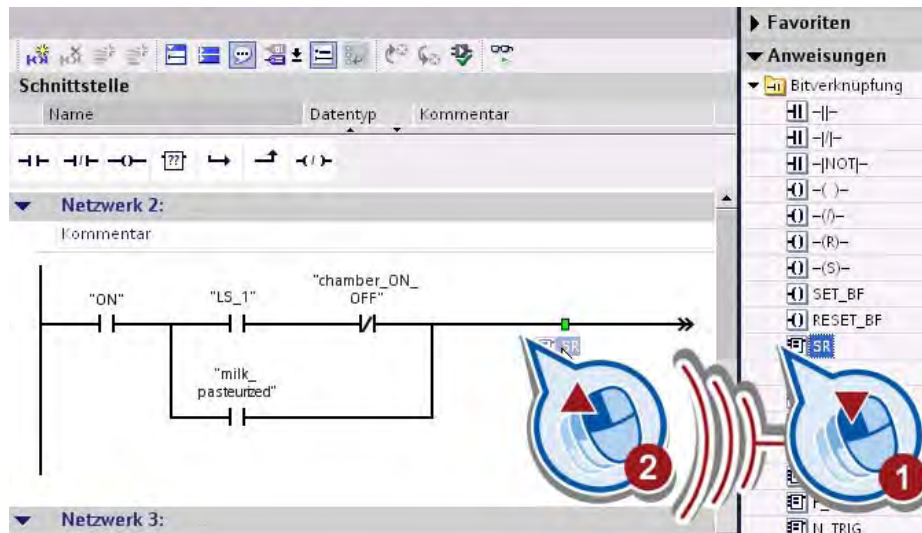 Favoriten
Anweisungen
Schnittstelle
Name Datentyp Kommentar
Bitverknüpfung
-||-
-|/|-
-|NOT|-
-( )-
-(/)-
-(R)-
-(S)-
SET_BF
RESET_BF
SR
N_TRIG
??
Netzwerk 2:
Kommentar
"ON"
"LS_1"
"chamber_ON_
OFF"
"milk_
pasteurized"
SR
2
1
Netzwerk 3: